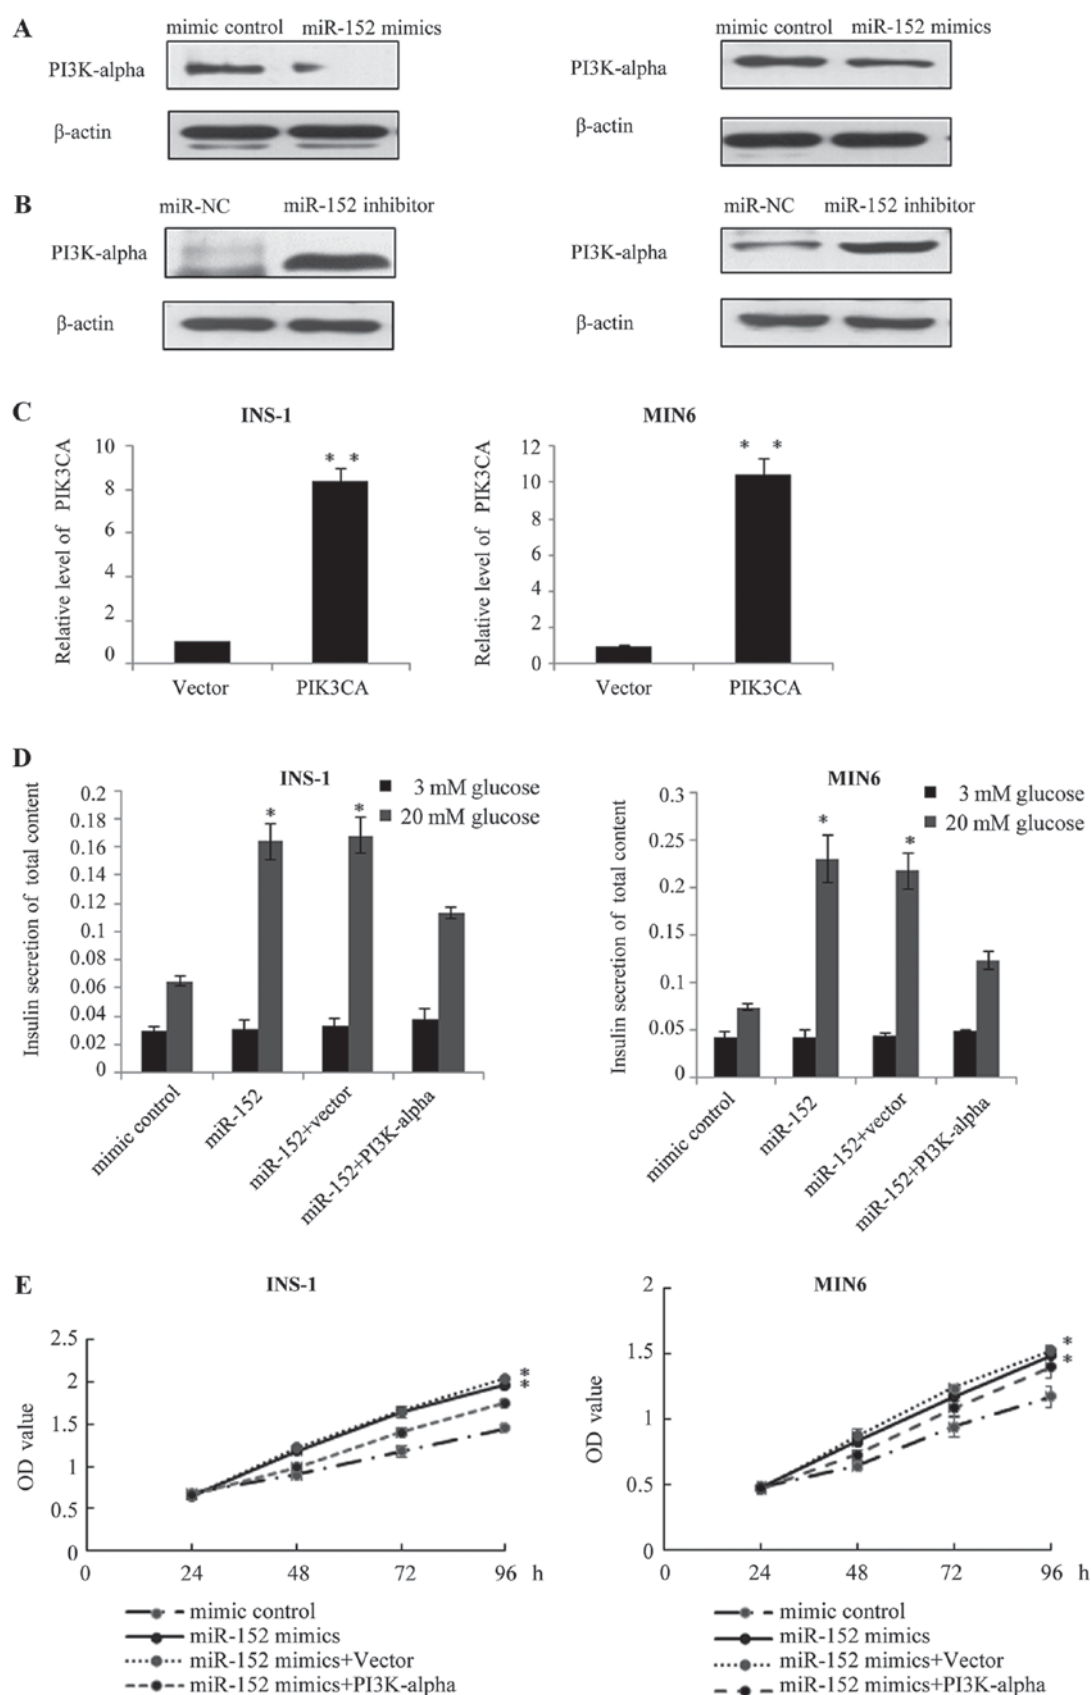 A
mimic control miR-152 mimics
PI3K-alpha
β-actin
mimic control miR-152 mimics
PI3K-alpha
β-actin
B
miR-NC miR-152 inhibitor
PI3K-alpha
β-actin
miR-NC miR-152 inhibitor
PI3K-alpha
β-actin
C
INS-1
Relative level of PIK3CA
10
8
6
4
2
0
* *
Vector PIK3CA
MIN6
Relative level of PIK3CA
12
10
8
6
4
2
0
* *
Vector PIK3CA
D
INS-1
3 mM glucose
20 mM glucose
Insulin secretion of total content
0.2
0.18
0.16
0.14
0.12
0.1
0.08
0.06
0.04
0.02
0
* *
mimic control
miR-152
miR-152+vector
miR-152+PI3K-alpha
MIN6
3 mM glucose
20 mM glucose
Insulin secretion of total content
0.3
0.25
0.2
0.15
0.1
0.05
0
* *
mimic control
miR-152
miR-152+vector
miR-152+PI3K-alpha
E
INS-1
OD value
2.5
2
1.5
1
0.5
0
*
*
0 24 48 72 96 h
mimic control
miR-152 mimics
miR-152 mimics+Vector
miR-152 mimics+PI3K-alpha
MIN6
OD value
2
1.5
1
0.5
0
*
*
0 24 48 72 96 h
mimic control
miR-152 mimics
miR-152 mimics+Vector
miR-152 mimics+PI3K-alpha